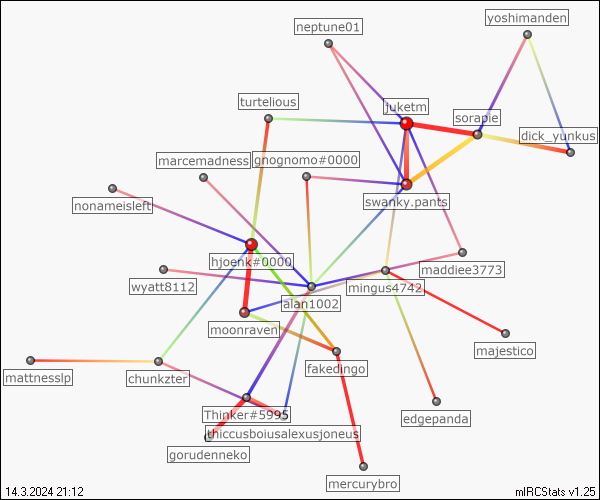 yoshimanden
neptune01
turtelious
juketm
sorapie
dick_yunkus
marcemadness
gnognomo#0000
nonameisleft
swanky.pants
hjoenk#0000
maddiee3773
wyatt8112
alan1002
mingus4742
moonraven
majestico
mattnesslp
chunkzter
fakedingo
Thinker#5995
edgepanda
thiccusboiusalexusjoneus
gorudenneko
mercurybro
14.3.2024 21:12
mIRCStats v1.25